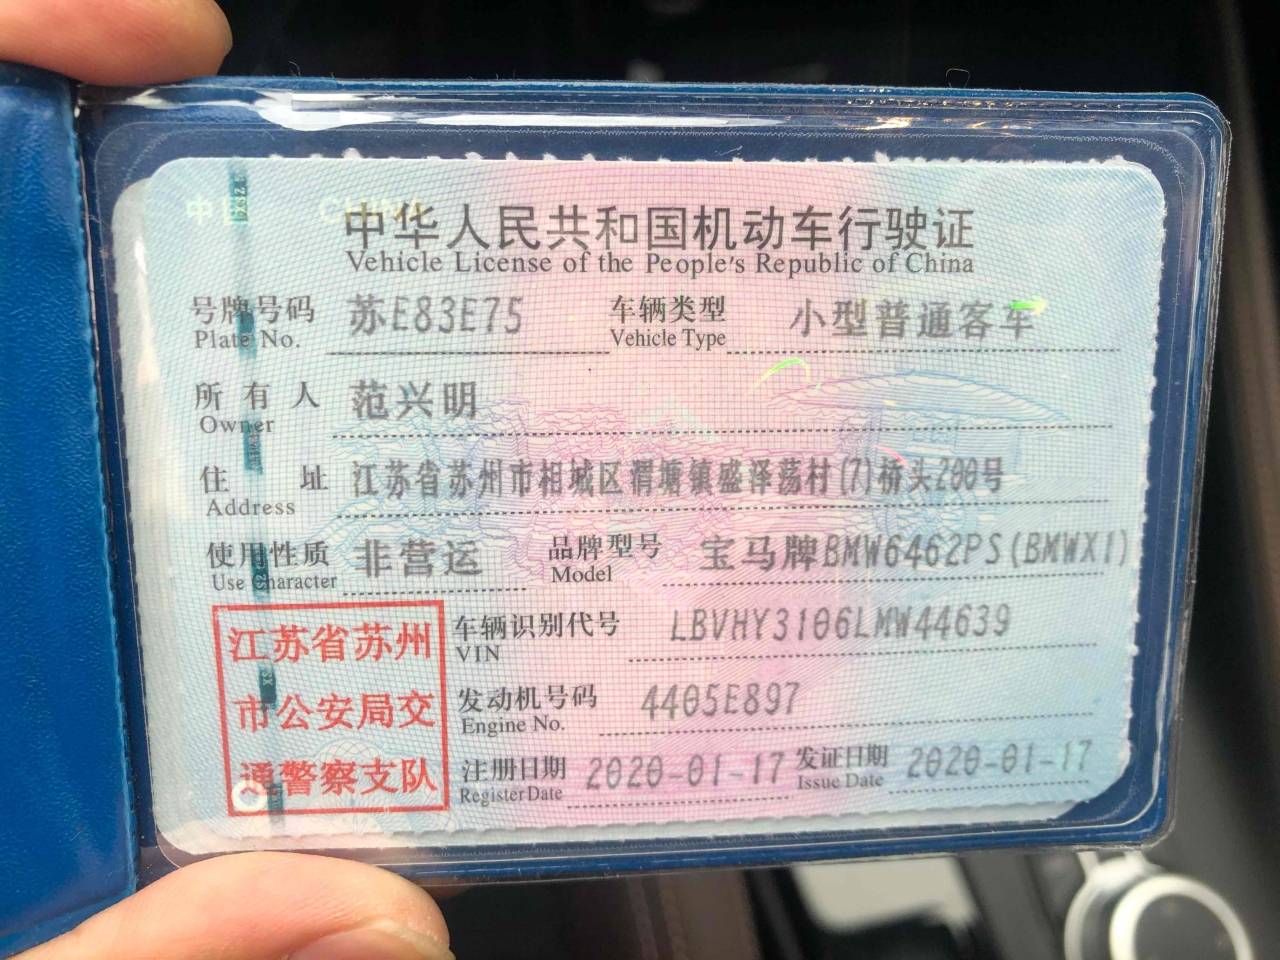 中华人民共和国机动车行驶证
Vehicle License of the People's Republic of China
号牌号码 苏E83E75 车辆类型 小型普通客车
Plate No. Vehicle Type
所有人 范兴明
Owner
住址 江苏省苏州市相城区渭塘镇盛泽荡村(7)桥头200号
Address
使用性质 非营运 品牌型号 宝马牌BMW6462PS(BMWX1)
Use Character Model
江苏省苏州
市公安局交
通警察支队
车辆识别代号 LBVHY3106LMW44639
VIN
发动机号码 4405E897
Engine No.
注册日期 2020-01-17 发证日期 2020-01-17
Register Date Issue Date